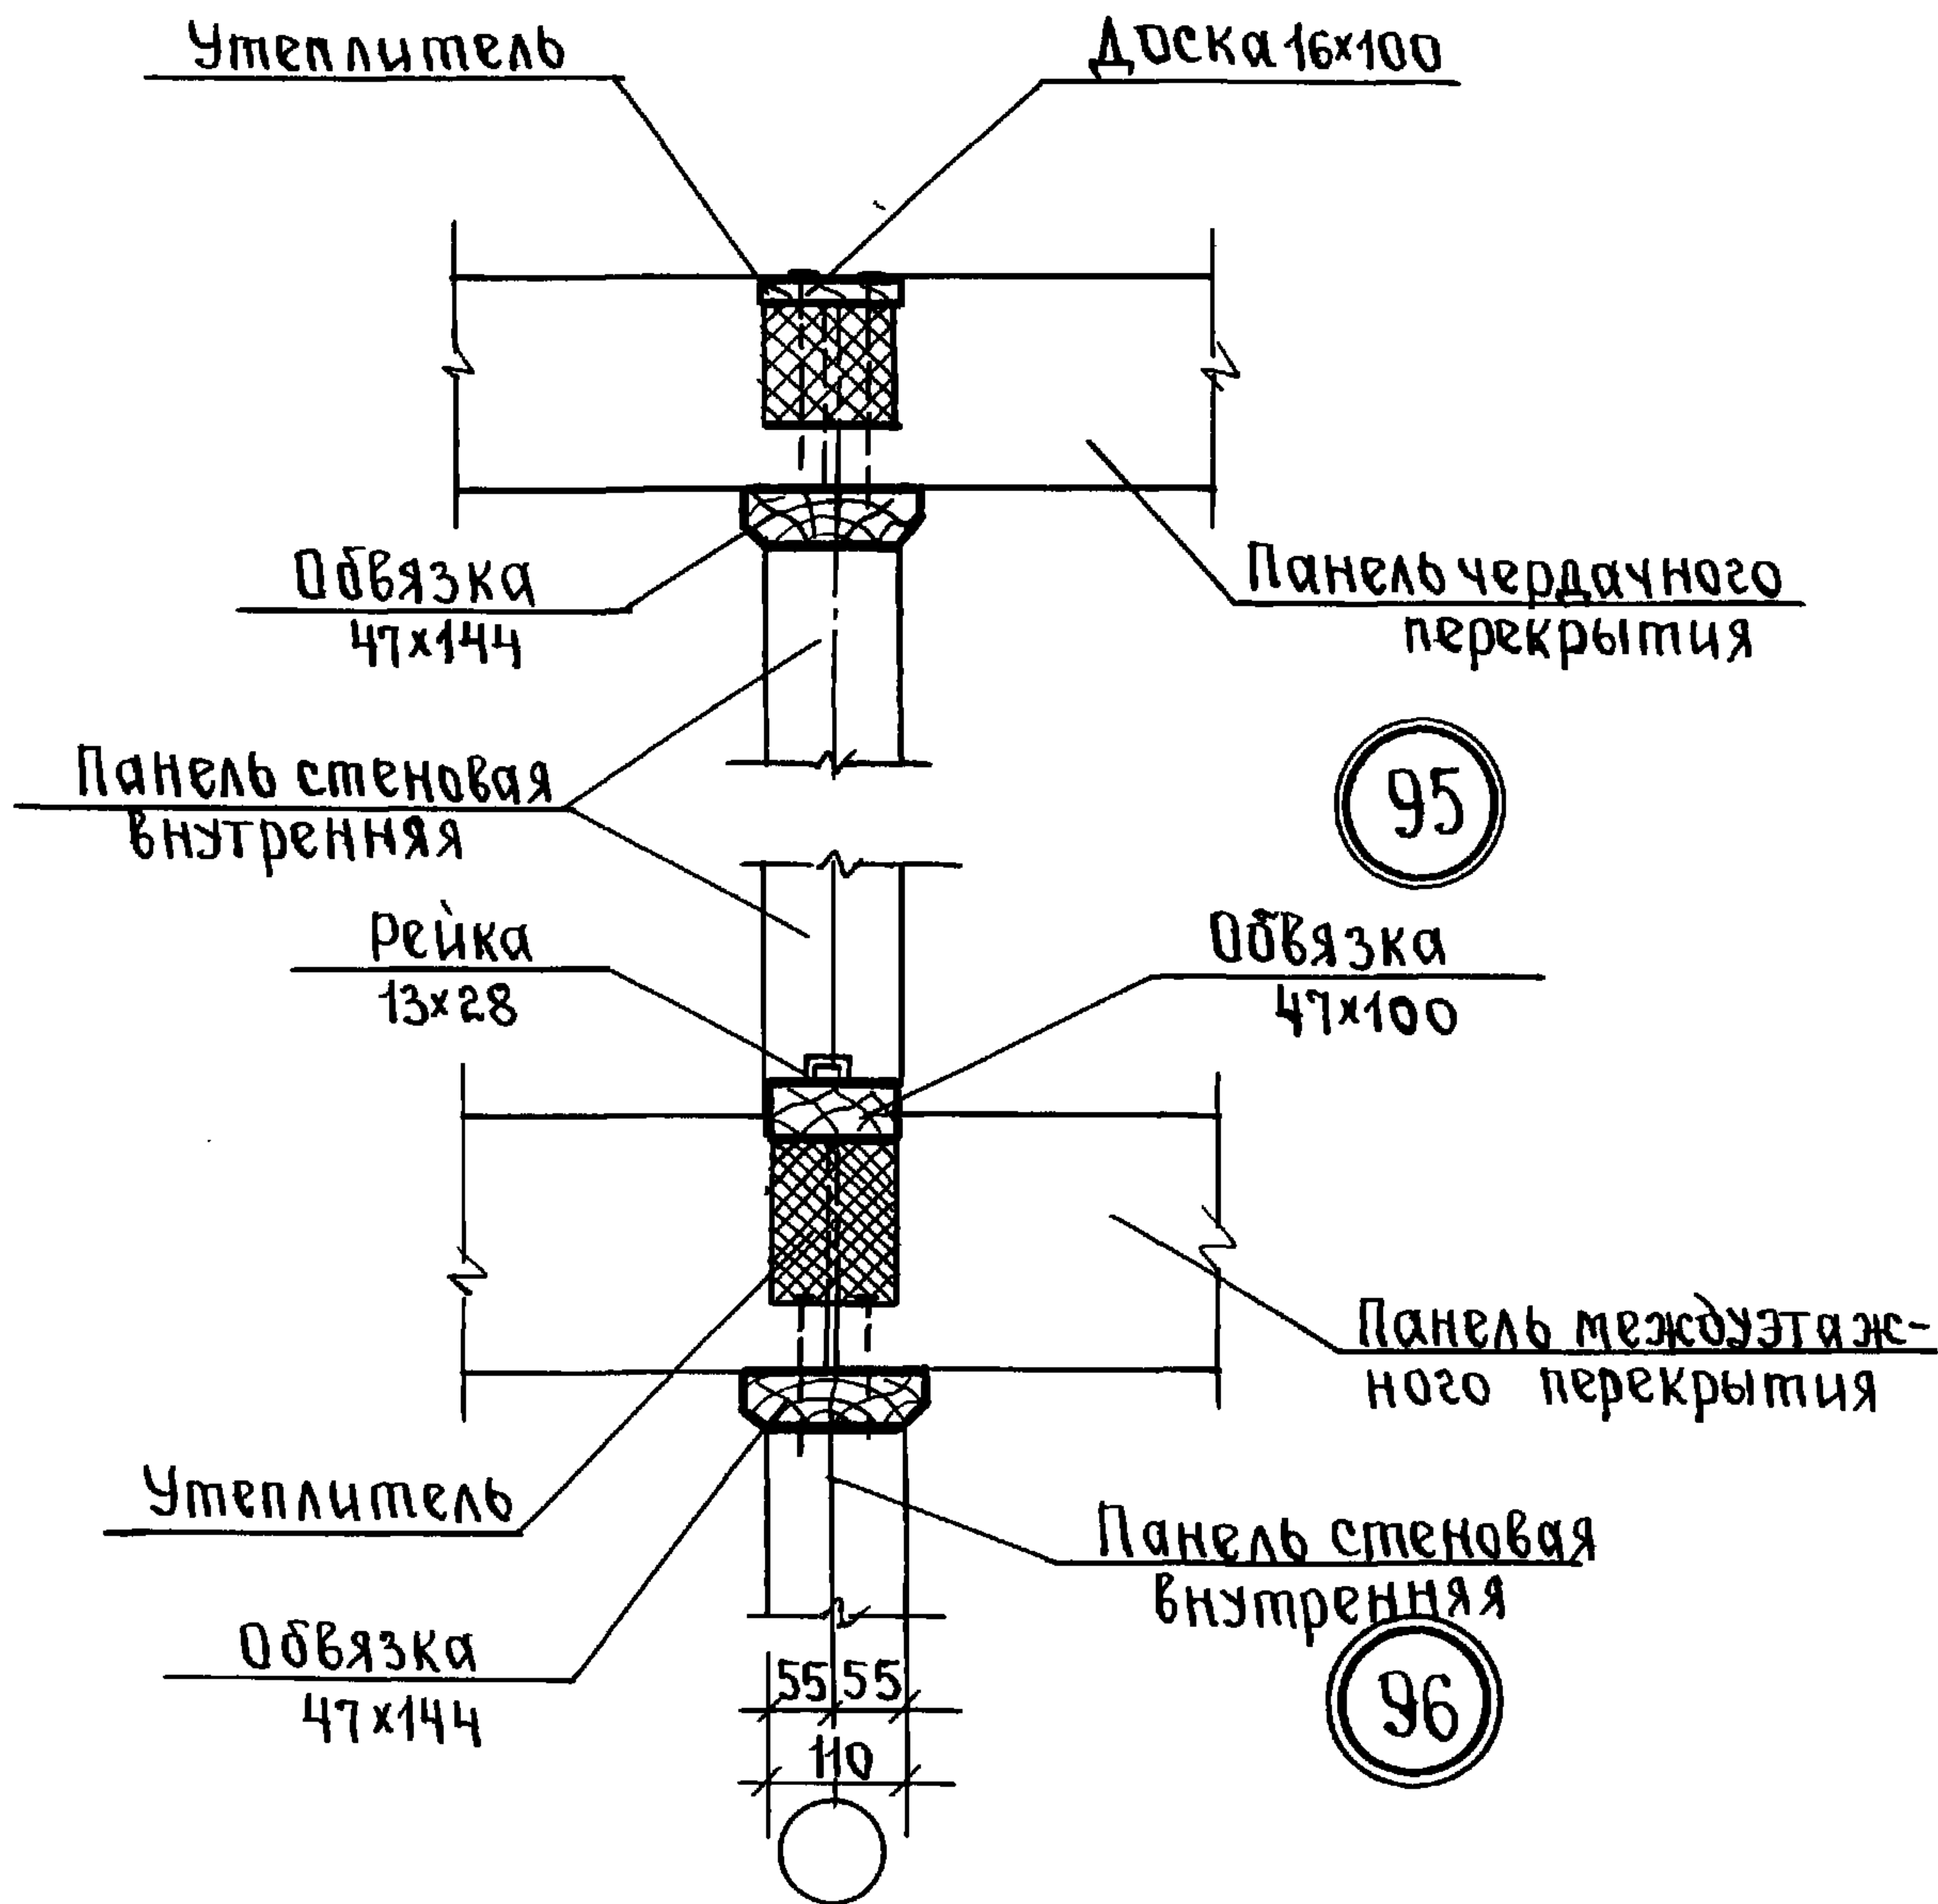 Утеплитель
Доска 16х100
Обвязка
47х144
Панель чердачного
перекрытия
Панель стеновая
внутренняя
95
Рейка
13х28
Обвязка
47х100
Панель междуэтаж-
ного перекрытия
Утеплитель
Панель стеновая
внутренняя
Обвязка
47х144
55 55
110
96